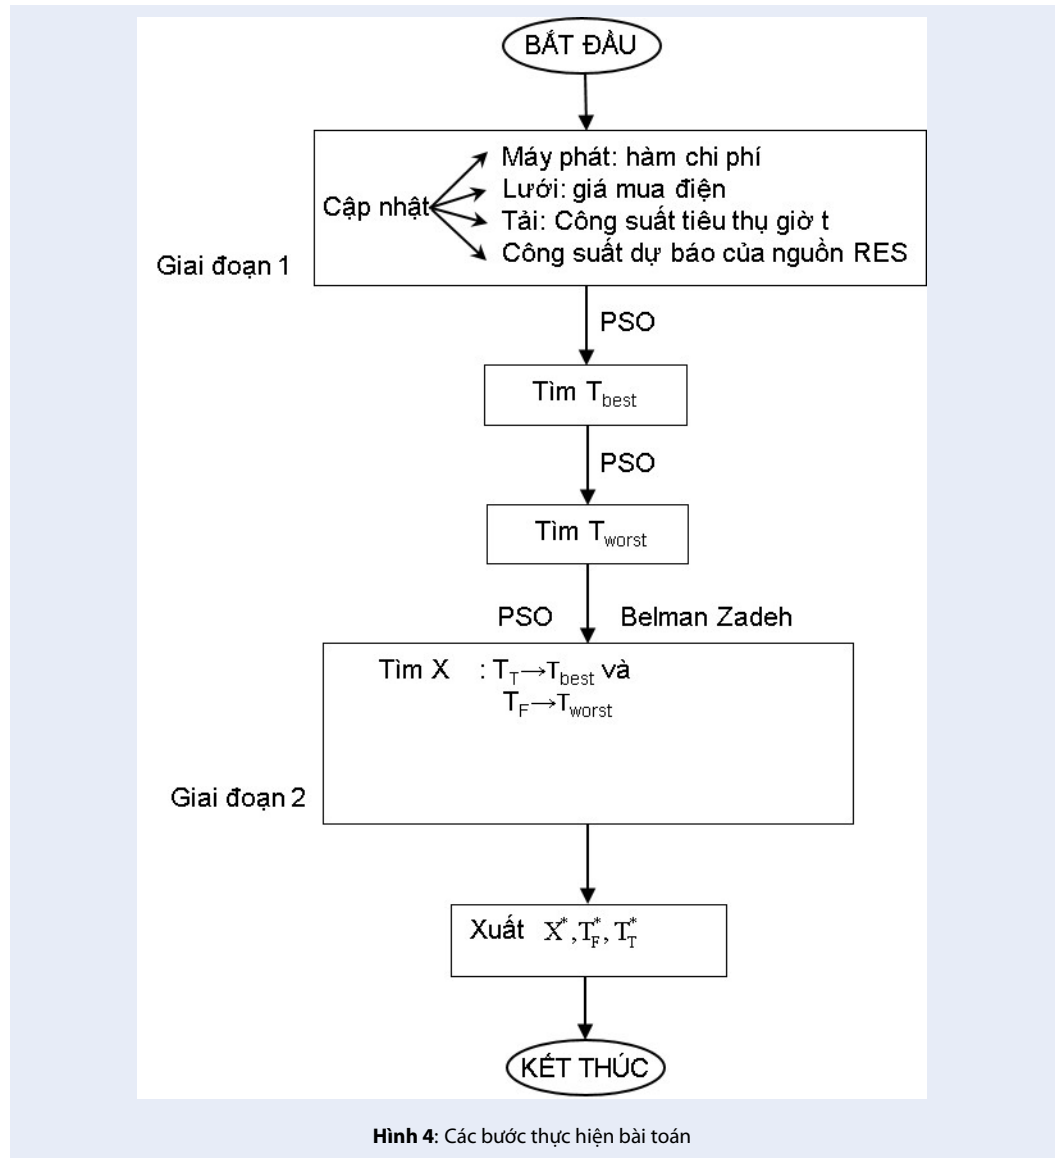 BẮT ĐẦU
Máy phát: hàm chi phí
Lưới: giá mua điện
Cập nhật
Tải: Công suất tiêu thụ giờ t
Công suất dự báo của nguồn RES
Giai đoạn 1
PSO
Tìm T_best
PSO
Tìm T_worst
PSO Belman Zadeh
Tìm X : T_T→T_best và
T_F→T_worst
Giai đoạn 2
Xuất X*,T_F*,T_T*
KẾT THÚC
Hình 4: Các bước thực hiện bài toán